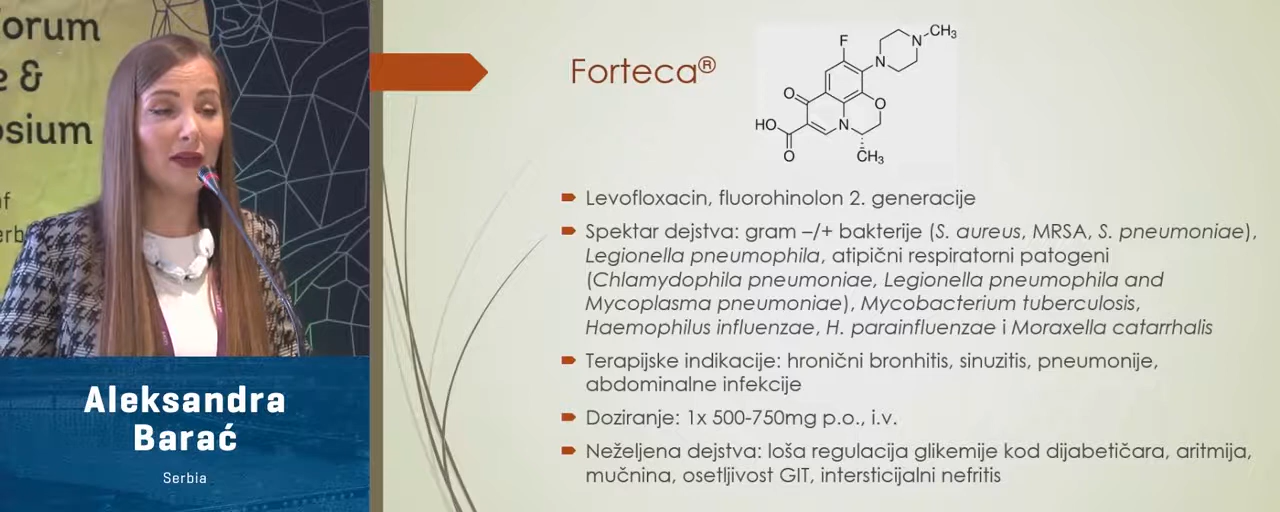 orum
e &
osium
of
erb
Aleksandra
Barać
Serbia
Forteca®
F
N
N
CH3
O
O
HO
O
N
CH3
Levofloxacin, fluorohinolon 2. generacije
Spektar dejstva: gram –/+ bakterije (S. aureus, MRSA, S. pneumoniae),
Legionella pneumophila, atipični respiratorni patogeni
(Chlamydophila pneumoniae, Legionella pneumophila and
Mycoplasma pneumoniae), Mycobacterium tuberculosis,
Haemophilus influenzae, H. parainfluenzae i Moraxella catarrhalis
Terapijske indikacije: hronični bronhitis, sinuzitis, pneumonije,
abdominalne infekcije
Doziranje: 1x 500-750mg p.o., i.v.
Neželjena dejstva: loša regulacija glikemije kod dijabetičara, aritmija,
mučnina, osetljivost GIT, intersticijalni nefritis